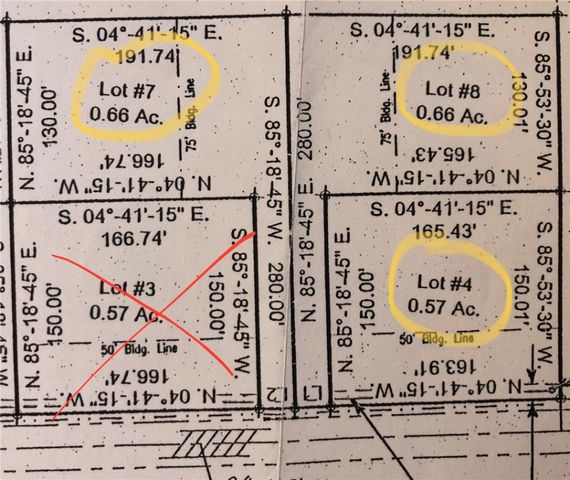 S. 04°-41'-15" E.
191.74'
Lot #7
0.66 Ac.
75' Bldg. Line
N. 85°-18'-45" E.
130.00'
166.74'
N. 04°-41'-15" W.
S. 85°-18'-45" W. 280.00'
N. 85°-18'-45" E. 280.00'
S. 04°-41'-15" E.
191.74'
Lot #8
0.66 Ac.
75' Bldg. Line
S. 85°-53'-30" W.
130.01'
165.43'
N. 04°-41'-15" W.
S. 04°-41'-15" E.
166.74'
Lot #3
0.57 Ac.
50' Bldg. Line
N. 85°-18'-45" E.
150.00'
S. 85°-18'-45" W.
150.00'
166.74'
N. 04°-41'-15" W.
L2
L1
S. 04°-41'-15" E.
165.43'
Lot #4
0.57 Ac.
50' Bldg. Line
N. 85°-18'-45" E.
150.00'
S. 85°-53'-30" W.
150.01'
163.91'
N. 04°-41'-15" W.